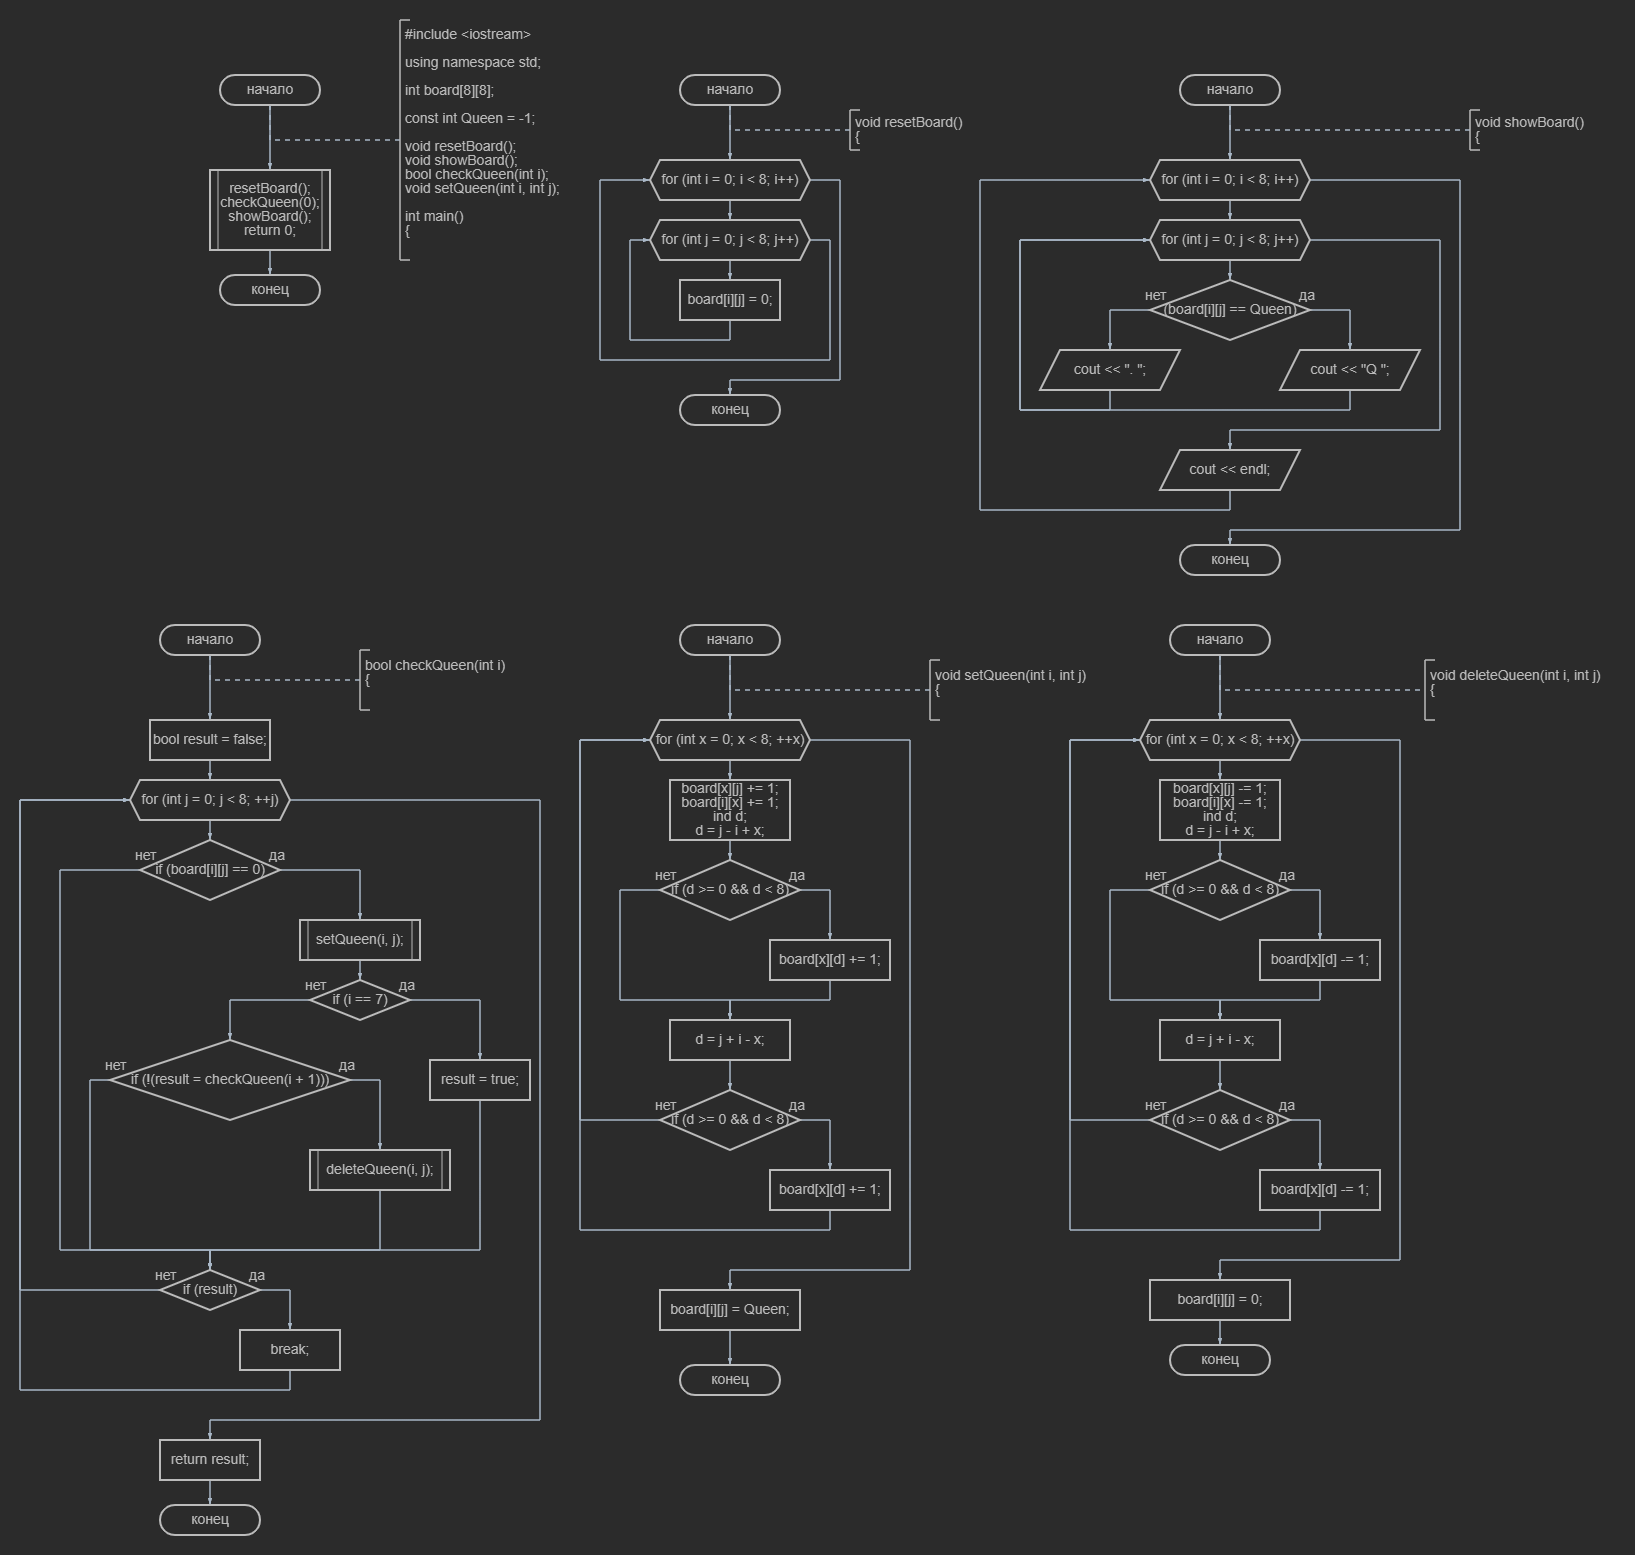 начало
#include <iostream>
using namespace std;
int board[8][8];
const int Queen = -1;
void resetBoard();
void showBoard();
bool checkQueen(int i);
void setQueen(int i, int j);
int main()
{
resetBoard();
checkQueen(0);
showBoard();
return 0;
конец
начало
void resetBoard()
{
for (int i = 0; i < 8; i++)
for (int j = 0; j < 8; j++)
board[i][j] = 0;
конец
начало
void showBoard()
{
for (int i = 0; i < 8; i++)
for (int j = 0; j < 8; j++)
нет
да
(board[i][j] == Queen)
cout << ". ";
cout << "Q ";
cout << endl;
конец
начало
bool checkQueen(int i)
{
bool result = false;
for (int j = 0; j < 8; ++j)
нет
да
if (board[i][j] == 0)
setQueen(i, j);
нет
да
if (i == 7)
нет
да
if (!(result = checkQueen(i + 1)))
result = true;
deleteQueen(i, j);
нет
да
if (result)
break;
return result;
конец
начало
void setQueen(int i, int j)
{
for (int x = 0; x < 8; ++x)
board[x][j] += 1;
board[i][x] += 1;
ind d;
d = j - i + x;
нет
да
if (d >= 0 && d < 8)
board[x][d] += 1;
d = j + i - x;
нет
да
if (d >= 0 && d < 8)
board[x][d] += 1;
board[i][j] = Queen;
конец
начало
void deleteQueen(int i, int j)
{
for (int x = 0; x < 8; ++x)
board[x][j] -= 1;
board[i][x] -= 1;
ind d;
d = j - i + x;
нет
да
if (d >= 0 && d < 8)
board[x][d] -= 1;
d = j + i - x;
нет
да
if (d >= 0 && d < 8)
board[x][d] -= 1;
board[i][j] = 0;
конец